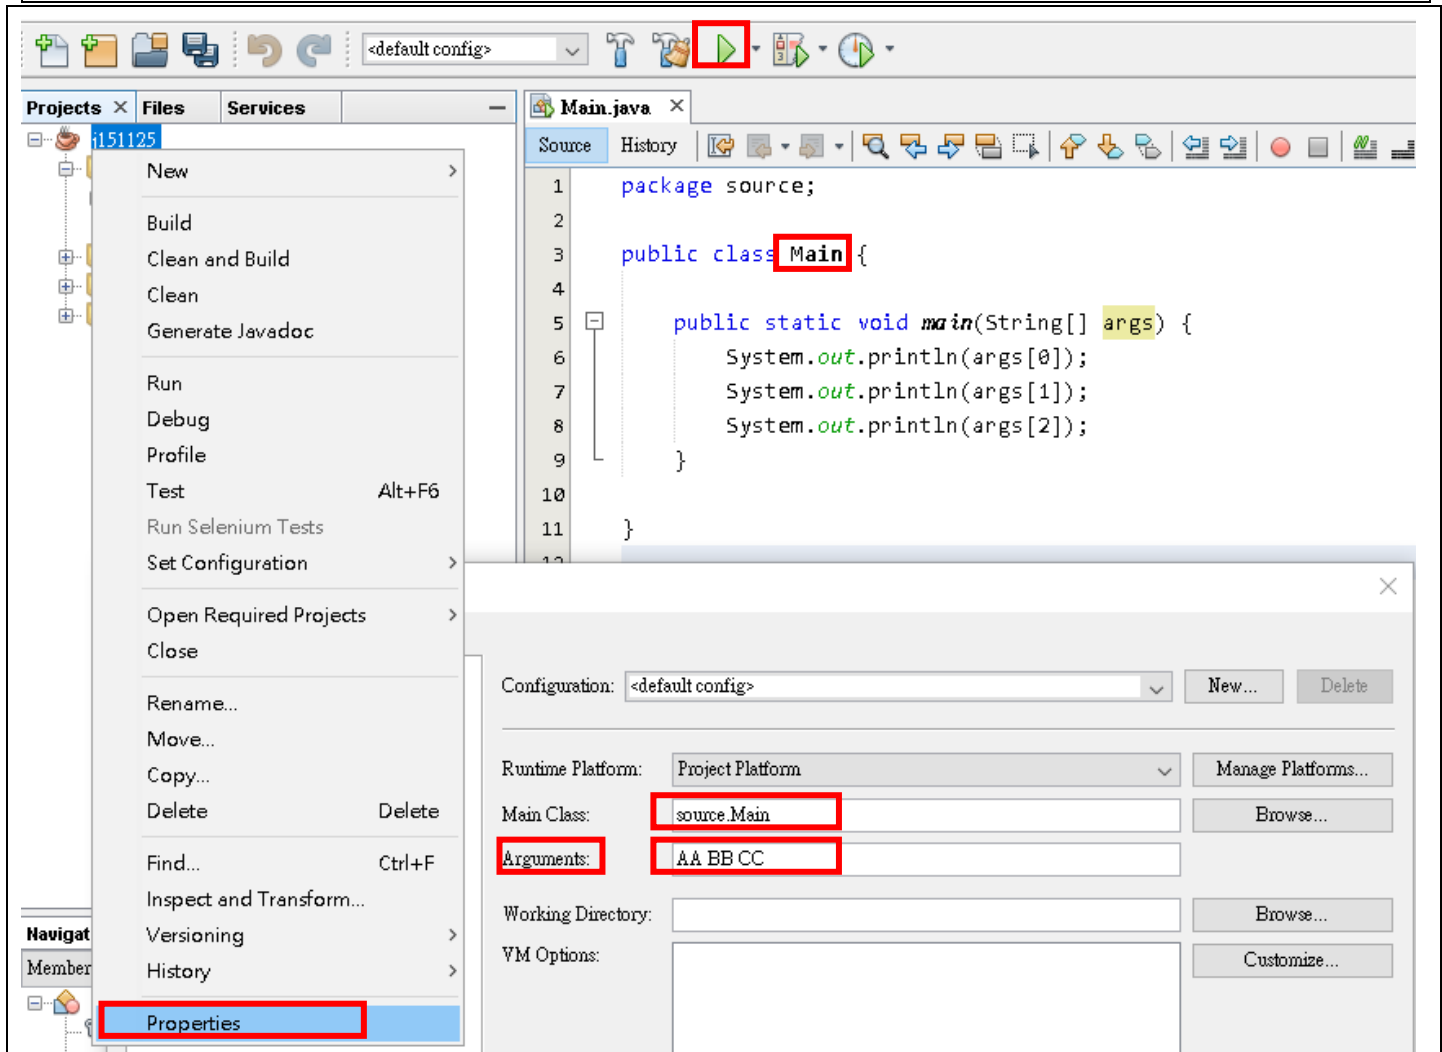 <default config>
Projects × Files Services
j151125
New
Build
Clean and Build
Clean
Generate Javadoc
Run
Debug
Profile
Test Alt+F6
Run Selenium Tests
Set Configuration
Open Required Projects
Close
Rename...
Move...
Copy...
Delete Delete
Find... Ctrl+F
Inspect and Transform...
Versioning
History
Properties
Navigat
Member
Main.java ×
Source History
1 package source;
2
3 public class Main {
4
5 public static void main(String[] args) {
6 System.out.println(args[0]);
7 System.out.println(args[1]);
8 System.out.println(args[2]);
9 }
10
11 }
12
Configuration: <default config> New... Delete
Runtime Platform: Project Platform Manage Platforms...
Main Class: source.Main Browse...
Arguments: AA BB CC
Working Directory: Browse...
VM Options: Customize...